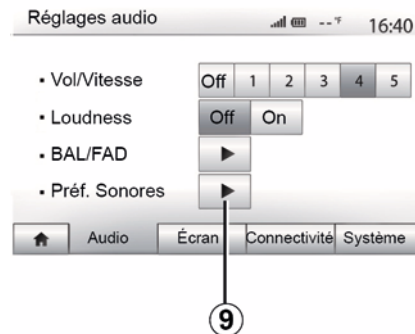 Réglages audio --°F 16:40
▪ Vol/Vitesse Off 1 2 3 4 5
▪ Loudness Off On
▪ BAL/FAD
▪ Préf. Sonores
Audio Écran Connectivité Système
9